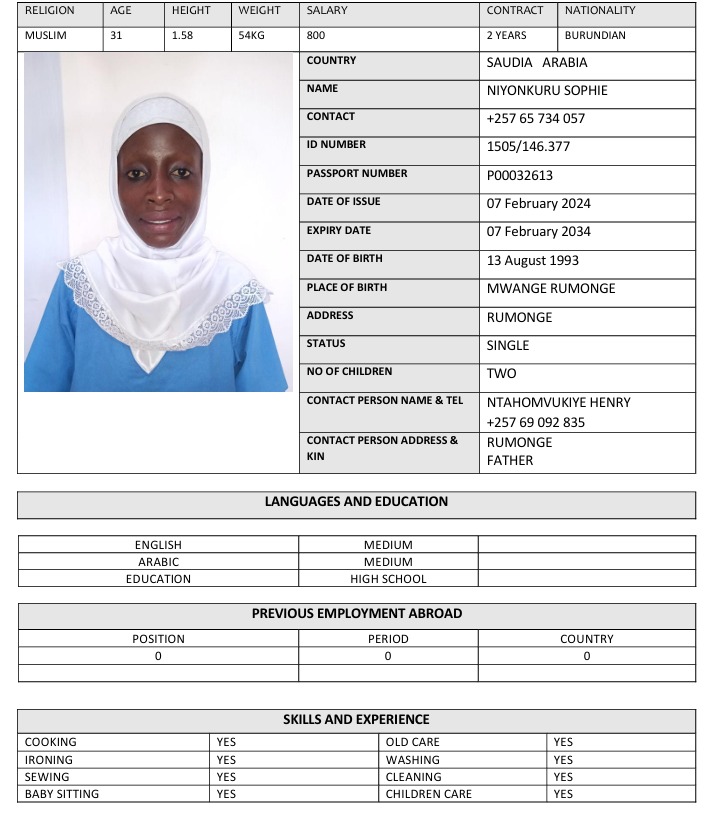 RELIGION AGE HEIGHT WEIGHT SALARY CONTRACT NATIONALITY
MUSLIM 31 1.58 54KG 800 2 YEARS BURUNDIAN
COUNTRY SAUDIA ARABIA
NAME NIYONKURU SOPHIE
CONTACT +257 65 734 057
ID NUMBER 1505/146.377
PASSPORT NUMBER P00032613
DATE OF ISSUE 07 February 2024
EXPIRY DATE 07 February 2034
DATE OF BIRTH 13 August 1993
PLACE OF BIRTH MWANGE RUMONGE
ADDRESS RUMONGE
STATUS SINGLE
NO OF CHILDREN TWO
CONTACT PERSON NAME & TEL NTAHOMVUKIYE HENRY
+257 69 092 835
CONTACT PERSON ADDRESS & RUMONGE
KIN FATHER
LANGUAGES AND EDUCATION
ENGLISH MEDIUM
ARABIC MEDIUM
EDUCATION HIGH SCHOOL
PREVIOUS EMPLOYMENT ABROAD
POSITION PERIOD COUNTRY
0 0 0
SKILLS AND EXPERIENCE
COOKING YES OLD CARE YES
IRONING YES WASHING YES
SEWING YES CLEANING YES
BABY SITTING YES CHILDREN CARE YES